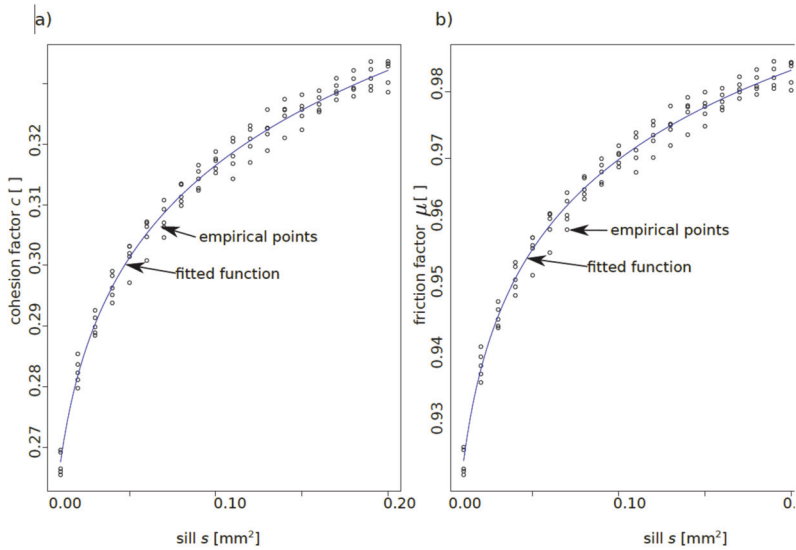 a)
cohesion factor c [ ]
0.32
0.31
0.30
0.29
0.28
0.27
empirical points
fitted function
0.00 0.10 0.20
sill s [mm²]
b)
friction factor μ[ ]
0.98
0.97
0.96
0.95
0.94
0.93
empirical points
fitted function
0.00 0.10 0.2
sill s [mm²]